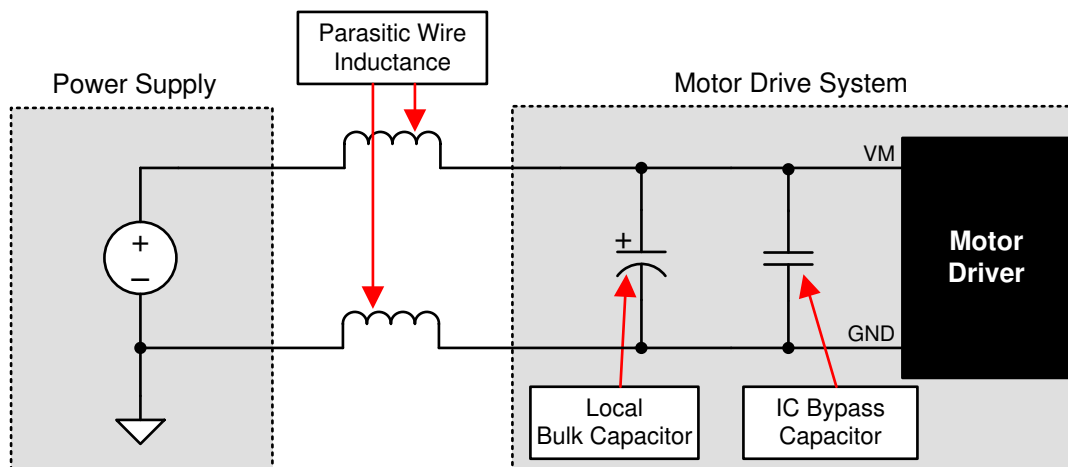 Parasitic Wire
Inductance
Power Supply
Motor Drive System
VM
+
–
+
Motor
Driver
GND
Local
Bulk Capacitor
IC Bypass
Capacitor